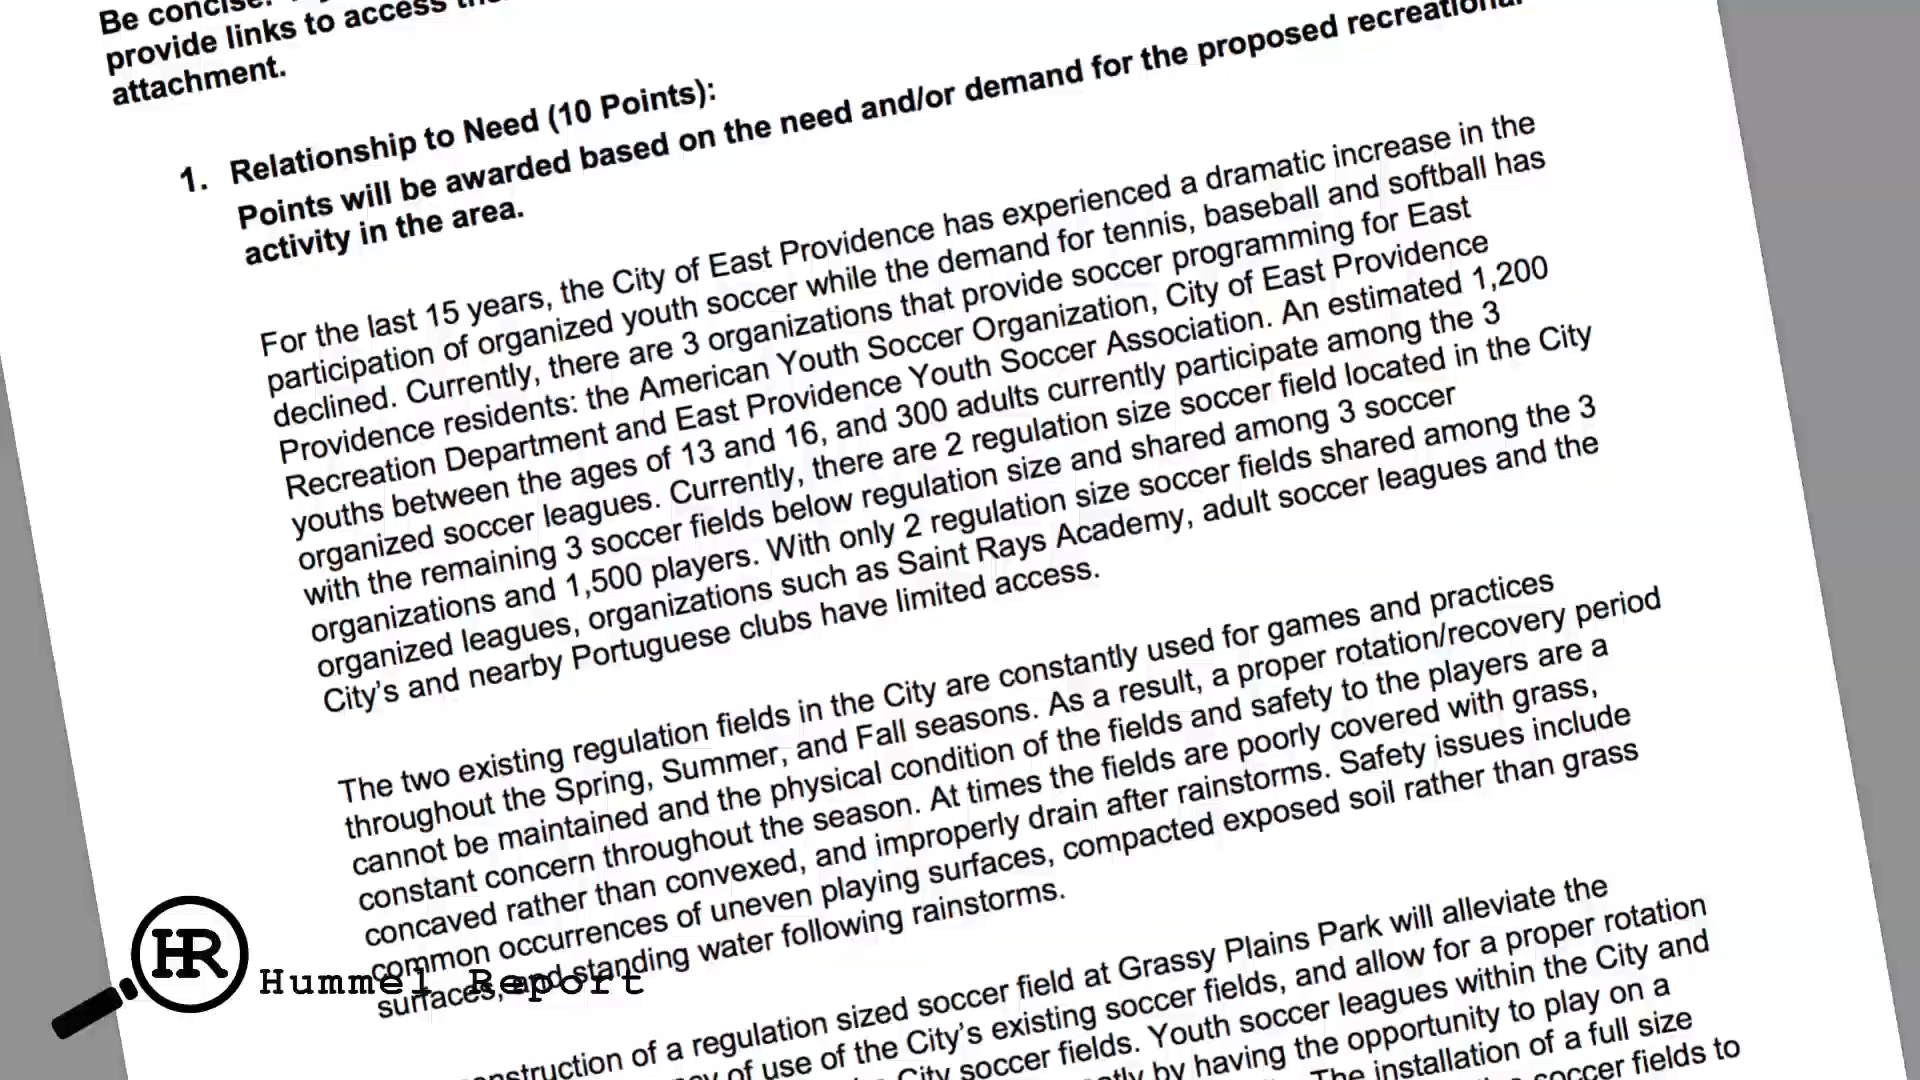 Be concise.
provide links to access
attachment.
1. Relationship to Need (10 Points):
Points will be awarded based on the need and/or demand for the proposed recreational
activity in the area.
For the last 15 years, the City of East Providence has experienced a dramatic increase in the
participation of organized youth soccer while the demand for tennis, baseball and softball has
declined. Currently, there are 3 organizations that provide soccer programming for East
Providence residents: the American Youth Soccer Organization, City of East Providence
Recreation Department and East Providence Youth Soccer Association. An estimated 1,200
youths between the ages of 13 and 16, and 300 adults currently participate among the 3
organized soccer leagues. Currently, there are 2 regulation size soccer field located in the City
with the remaining 3 soccer fields below regulation size and shared among 3 soccer
organizations and 1,500 players. With only 2 regulation size soccer fields shared among the 3
organized leagues, organizations such as Saint Rays Academy, adult soccer leagues and the
City's and nearby Portuguese clubs have limited access.
The two existing regulation fields in the City are constantly used for games and practices
throughout the Spring, Summer, and Fall seasons. As a result, a proper rotation/recovery period
cannot be maintained and the physical condition of the fields and safety to the players are a
constant concern throughout the season. At times the fields are poorly covered with grass,
concaved rather than convexed, and improperly drain after rainstorms. Safety issues include
common occurrences of uneven playing surfaces, compacted exposed soil rather than grass
surfaces, and standing water following rainstorms.
of a regulation sized soccer field at Grassy Plains Park will alleviate the
of use of the City's existing soccer fields, and allow for a proper rotation
City soccer fields. Youth soccer leagues within the City and
by having the opportunity to play on a
The installation of a full size
soccer fields to
HR
Hummel Report